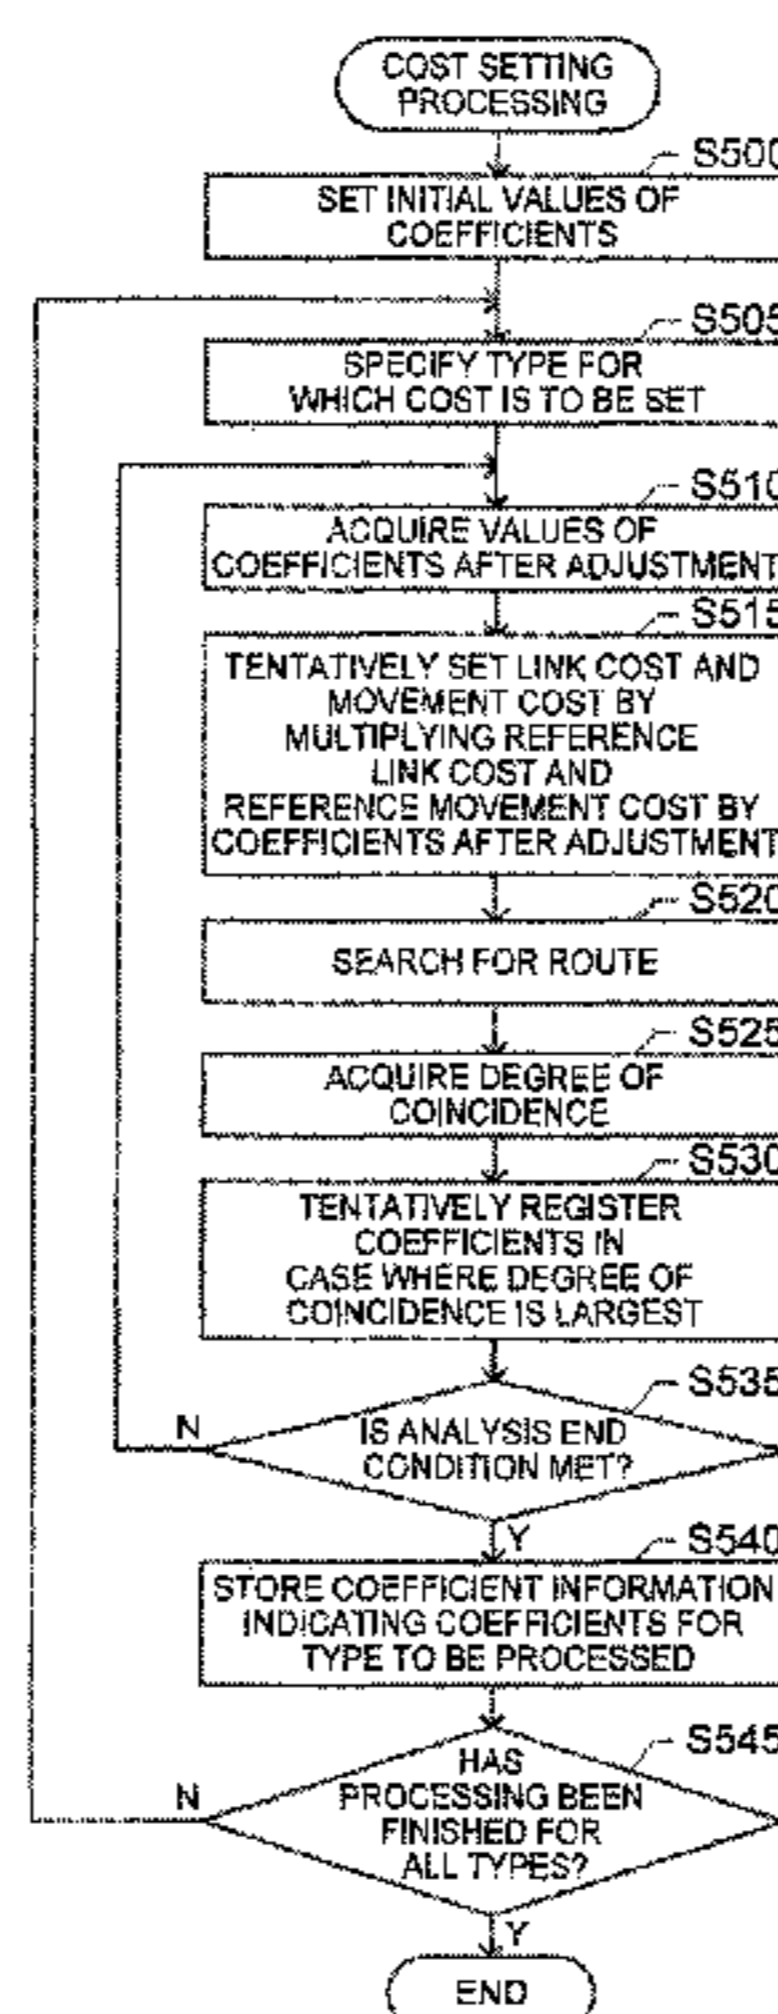 COST SETTING
PROCESSING
S500
SET INITIAL VALUES OF
COEFFICIENTS
S505
SPECIFY TYPE FOR
WHICH COST IS TO BE SET
S510
ACQUIRE VALUES OF
COEFFICIENTS AFTER ADJUSTMENT
S515
TENTATIVELY SET LINK COST AND
MOVEMENT COST BY
MULTIPLYING REFERENCE
LINK COST AND
REFERENCE MOVEMENT COST BY
COEFFICIENTS AFTER ADJUSTMENT
S520
SEARCH FOR ROUTE
S525
ACQUIRE DEGREE OF
COINCIDENCE
S530
TENTATIVELY REGISTER
COEFFICIENTS IN
CASE WHERE DEGREE OF
COINCIDENCE IS LARGEST
S535
N
IS ANALYSIS END
CONDITION MET?
Y
S540
STORE COEFFICIENT INFORMATION
INDICATING COEFFICIENTS FOR
TYPE TO BE PROCESSED
S545
N
HAS
PROCESSING BEEN
FINISHED FOR
ALL TYPES?
Y
END